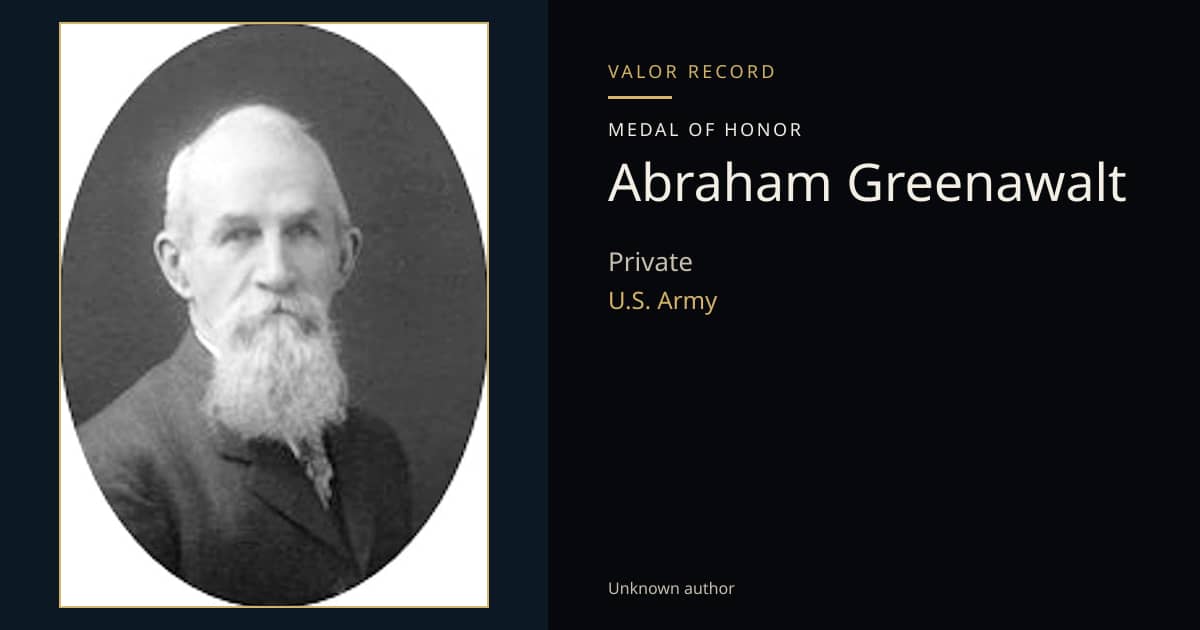 VALOR RECORD
MEDAL OF HONOR
Abraham Greenawalt
Private
U.S. Army
Unknown author